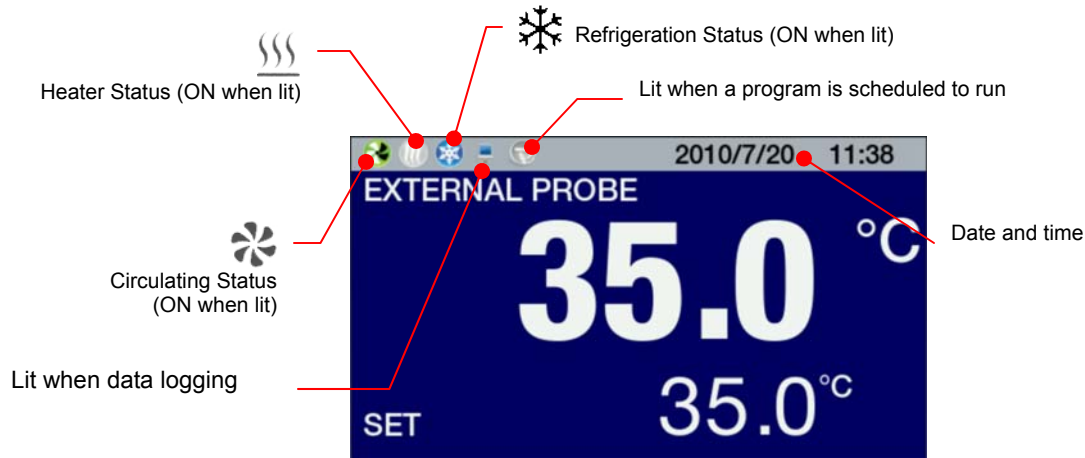 Refrigeration Status (ON when lit)
Heater Status (ON when lit)
Lit when a program is scheduled to run
2010/7/20 11:38
EXTERNAL PROBE
35.0 °C
Date and time
Circulating Status
(ON when lit)
Lit when data logging
SET 35.0°C